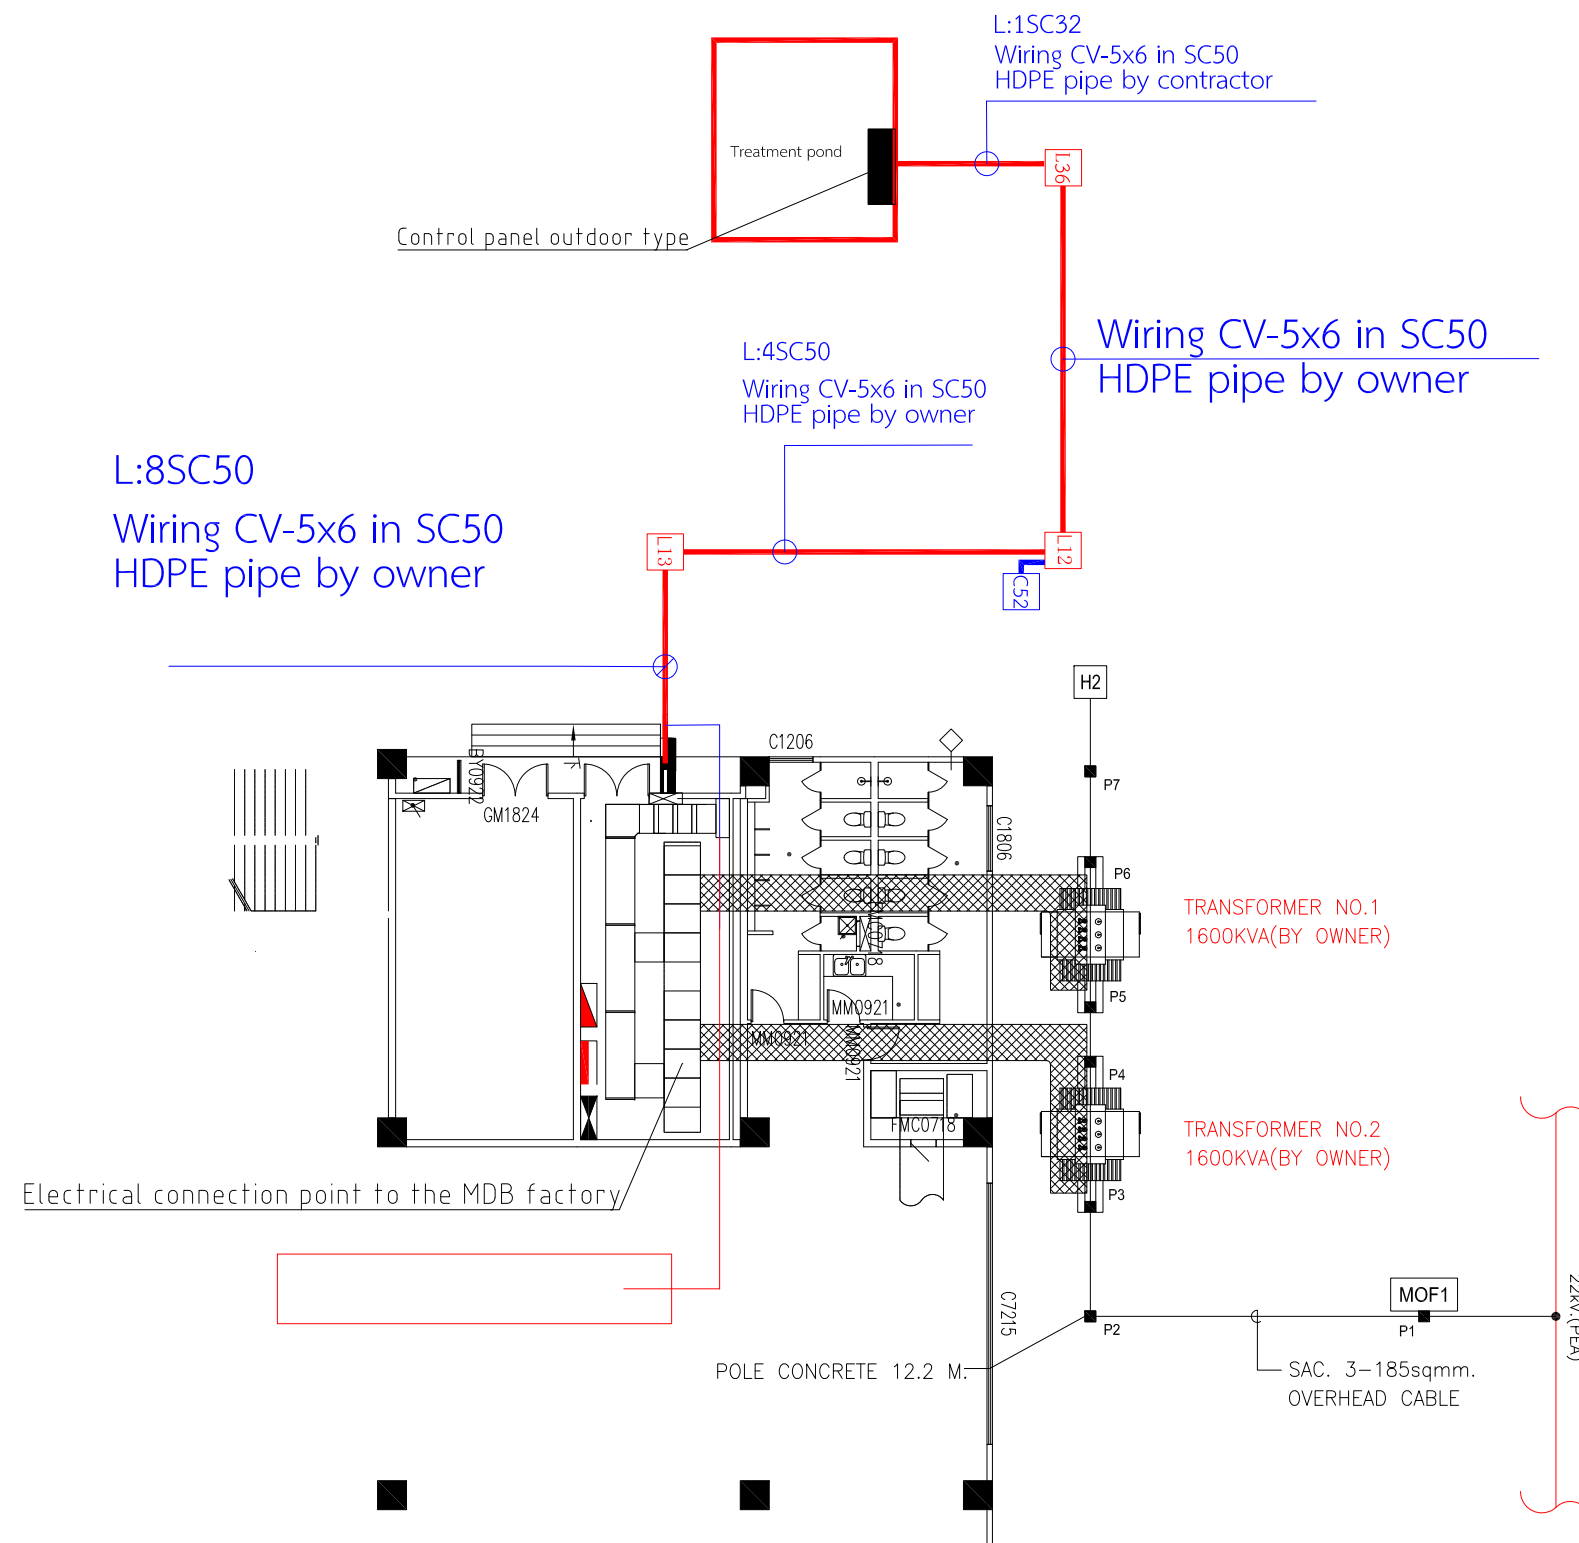 L:1SC32
Wiring CV-5x6 in SC50
HDPE pipe by contractor
Treatment pond
L36
Control panel outdoor type
Wiring CV-5x6 in SC50
HDPE pipe by owner
L:4SC50
Wiring CV-5x6 in SC50
HDPE pipe by owner
L:8SC50
Wiring CV-5x6 in SC50
HDPE pipe by owner
L13
L12
C52
H2
C1206
BY0922
P7
GM1824
C1806
P6
TRANSFORMER NO.1
1600KVA(BY OWNER)
P5
MM0921
MM0921
MM0921
P4
FMC0718
TRANSFORMER NO.2
1600KVA(BY OWNER)
P3
Electrical connection point to the MDB factory
MOF1
C7215
P2
P1
22KV.(PEA)
POLE CONCRETE 12.2 M.
SAC. 3-185sqmm.
OVERHEAD CABLE